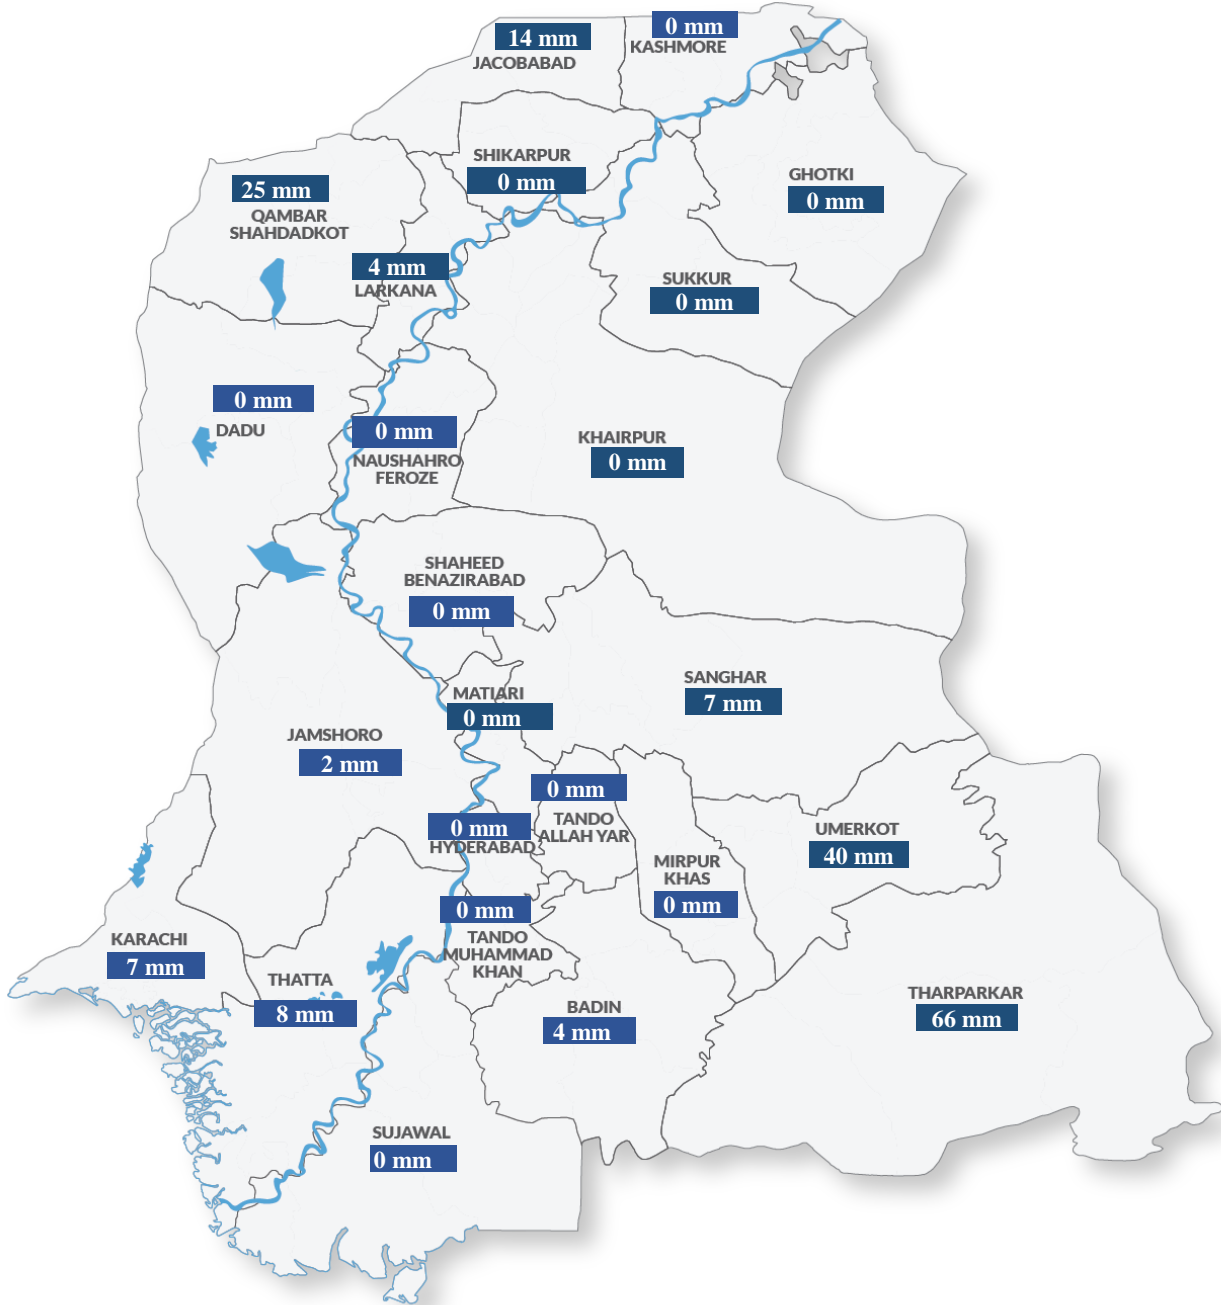 0 mm
KASHMORE
14 mm
JACOBABAD
SHIKARPUR
0 mm
GHOTKI
0 mm
25 mm
QAMBAR
SHAHDADKOT
4 mm
LARKANA
SUKKUR
0 mm
0 mm
DADU
0 mm
NAUSHAHRO
FEROZE
KHAIRPUR
0 mm
SHAHEED
BENAZIRABAD
0 mm
SANGHAR
7 mm
MATIARI
0 mm
JAMSHORO
2 mm
0 mm
TANDO
ALLAH YAR
0 mm
HYDERABAD
UMERKOT
40 mm
MIRPUR
KHAS
0 mm
0 mm
TANDO
MUHAMMAD
KHAN
KARACHI
7 mm
THATTA
8 mm
BADIN
4 mm
THARPARKAR
66 mm
SUJAWAL
0 mm